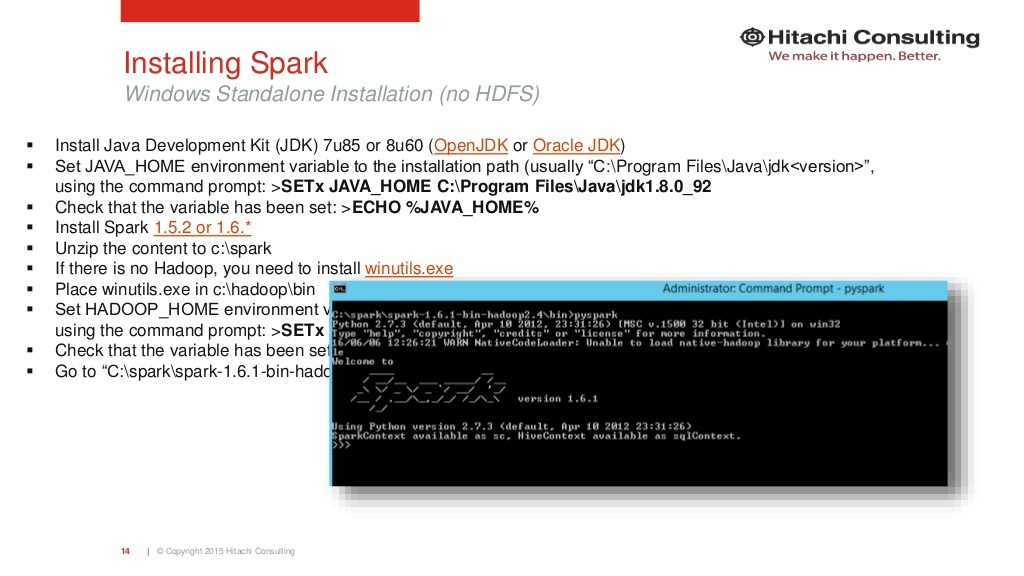 Hitachi Consulting
We make it happen. Better.
Installing Spark
Windows Standalone Installation (no HDFS)
▪ Install Java Development Kit (JDK) 7u85 or 8u60 (OpenJDK or Oracle JDK)
▪ Set JAVA_HOME environment variable to the installation path (usually “C:\Program Files\Java\jdk<version>”,
using the command prompt: >SETx JAVA_HOME C:\Program Files\Java\jdk1.8.0_92
▪ Check that the variable has been set: >ECHO %JAVA_HOME%
▪ Install Spark 1.5.2 or 1.6.*
▪ Unzip the content to c:\spark
▪ If there is no Hadoop, you need to install winutils.exe
▪ Place winutils.exe in c:\hadoop\bin
▪ Set HADOOP_HOME environment
using the command prompt: >SETx
▪ Check that the variable has been set
▪ Go to “C:\spark\spark-1.6.1-bin-hado
Administrator: Command Prompt - pyspark
C:\spark\spark-1.6.1-bin-hadoop2.4\bin>pyspark
Python 2.7.3 (default, Apr 10 2012, 23:31:26) [MSC v.1500 32 bit (Intel)] on win32
Type "help", "copyright", "credits" or "license" for more information.
16/06/06 12:26:21 WARN NativeCodeLoader: Unable to load native-hadoop library for your platform...
le
Welcome to
Spark version 1.6.1
Using Python version 2.7.3 (default, Apr 10 2012 23:31:26)
SparkContext available as sc, HiveContext available as sqlContext.
>>>
14 | © Copyright 2015 Hitachi Consulting